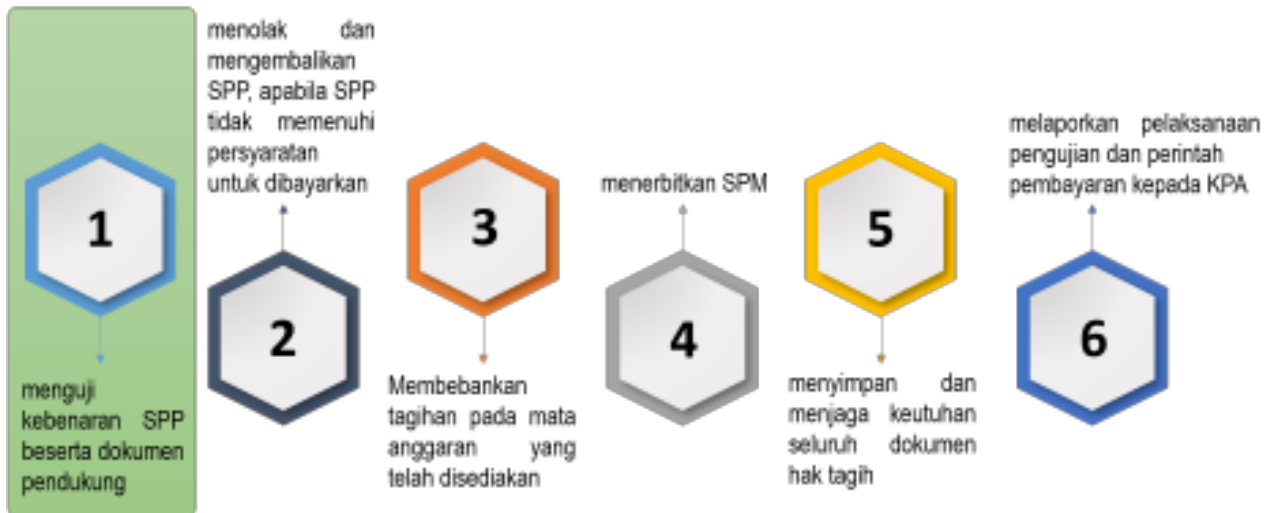 1
menguji
kebenaran SPP
beserta dokumen
pendukung
menolak dan
mengembalikan
SPP, apabila SPP
tidak memenuhi
persyaratan
untuk dibayarkan
2
3
Membebankan
tagihan pada mata
anggaran yang
telah disediakan
menerbitkan SPM
4
5
menyimpan dan
menjaga keutuhan
seluruh dokumen
hak tagih
melaporkan pelaksanaan
pengujian dan perintah
pembayaran kepada KPA
6